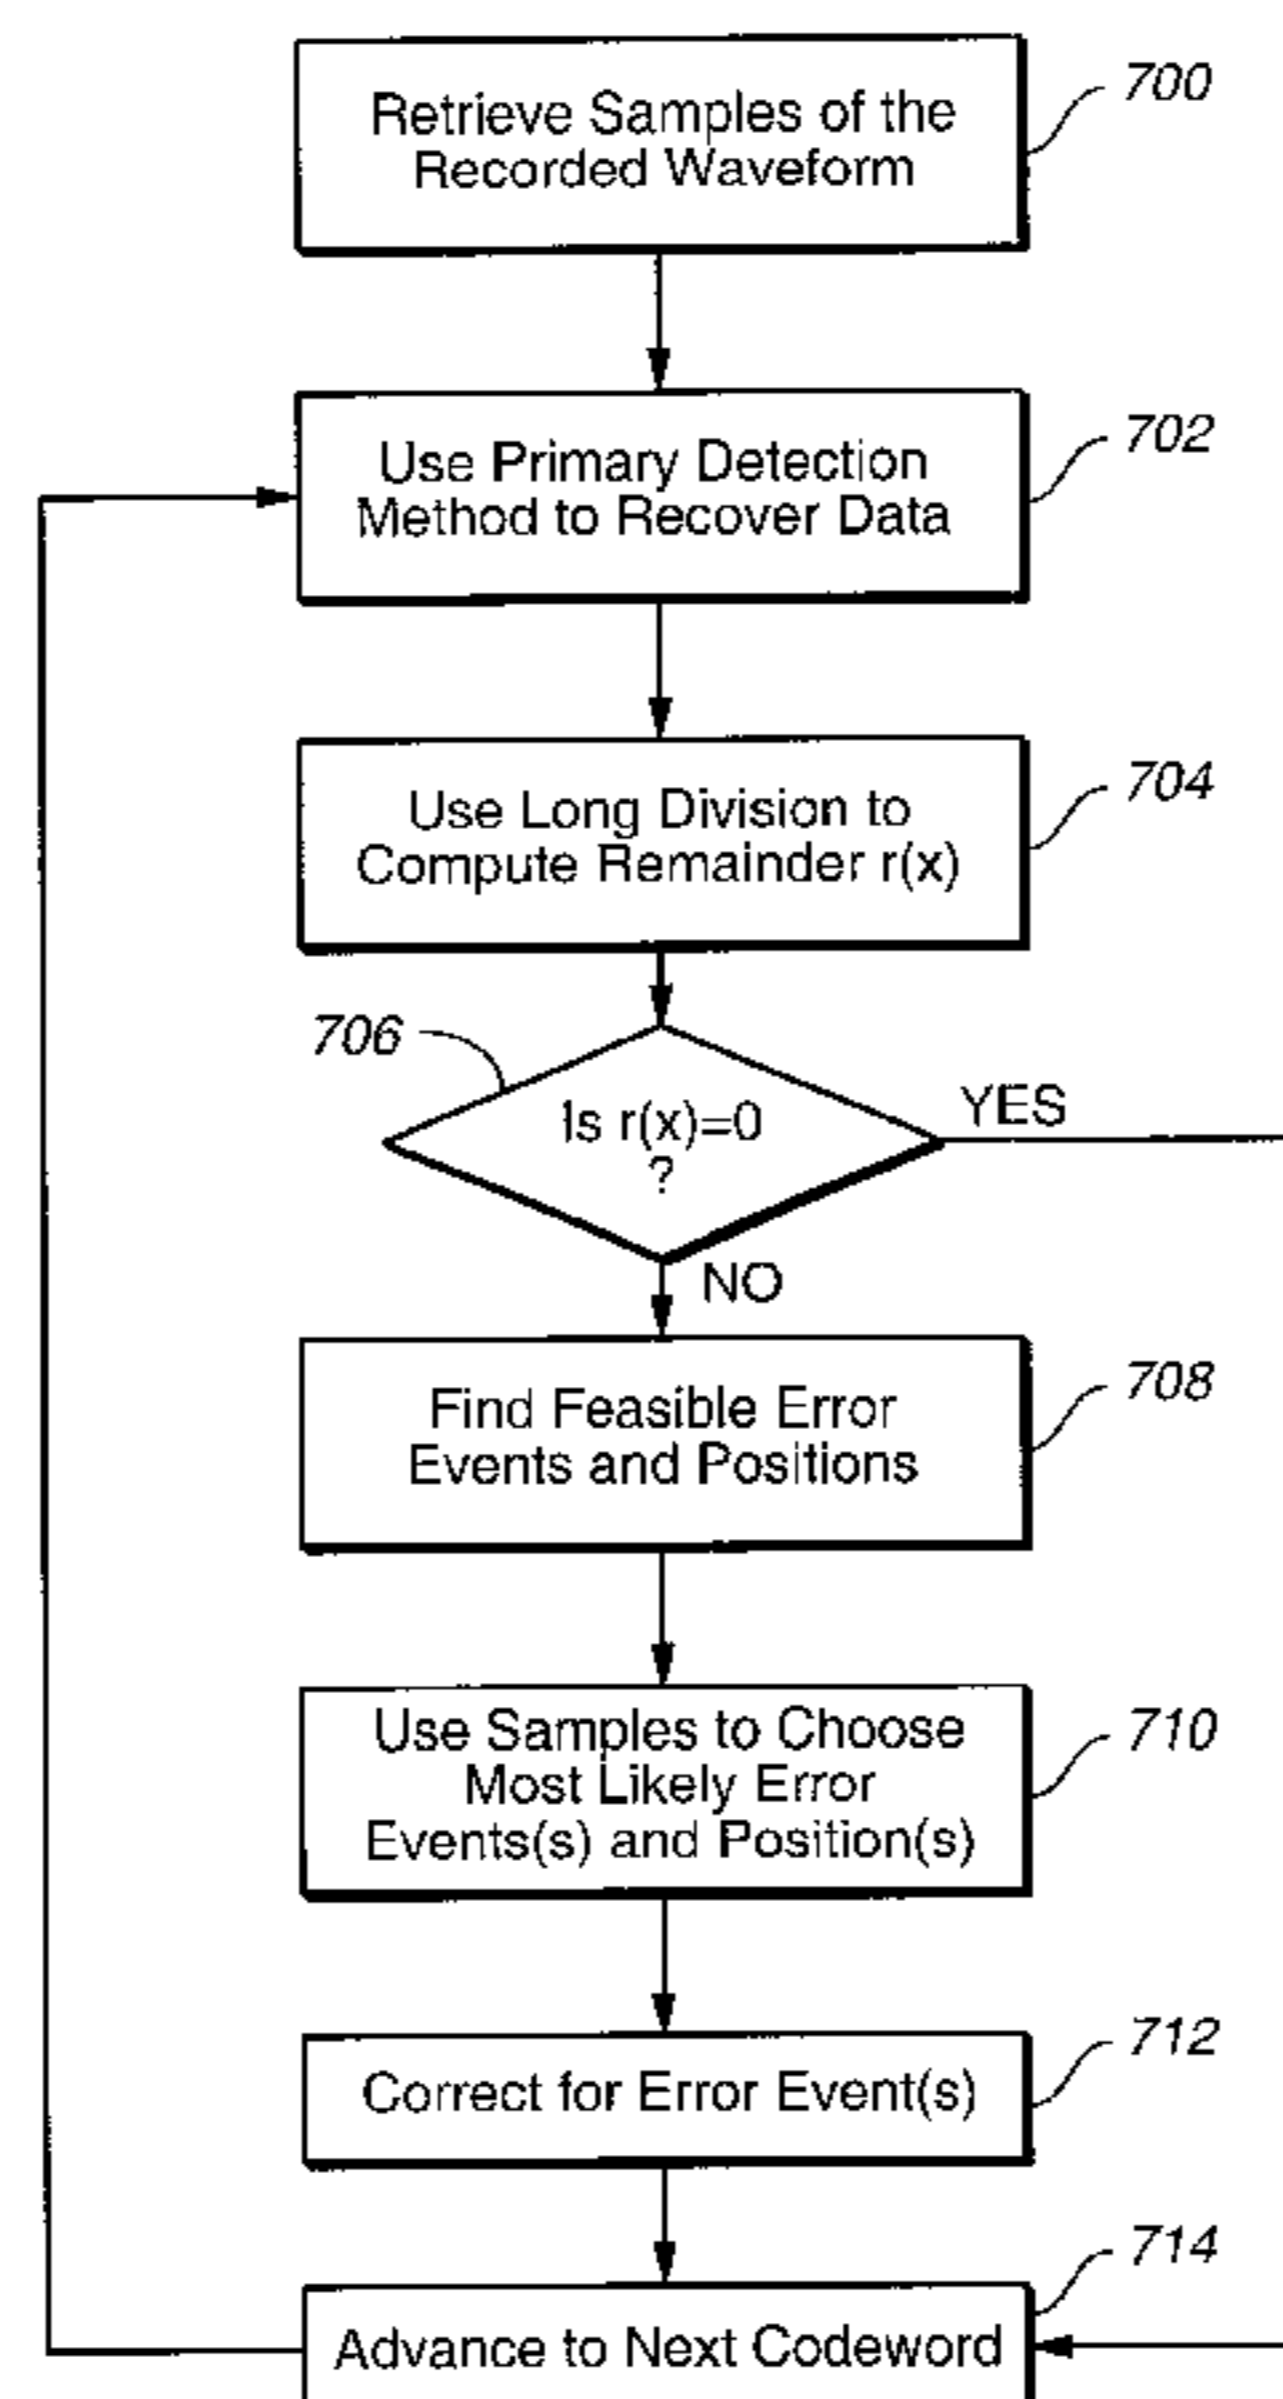 Retrieve Samples of the
Recorded Waveform
700
Use Primary Detection
Method to Recover Data
702
Use Long Division to
Compute Remainder r(x)
704
706
Is r(x)=0
?
YES
NO
Find Feasible Error
Events and Positions
708
Use Samples to Choose
Most Likely Error
Events(s) and Position(s)
710
Correct for Error Event(s)
712
Advance to Next Codeword
714